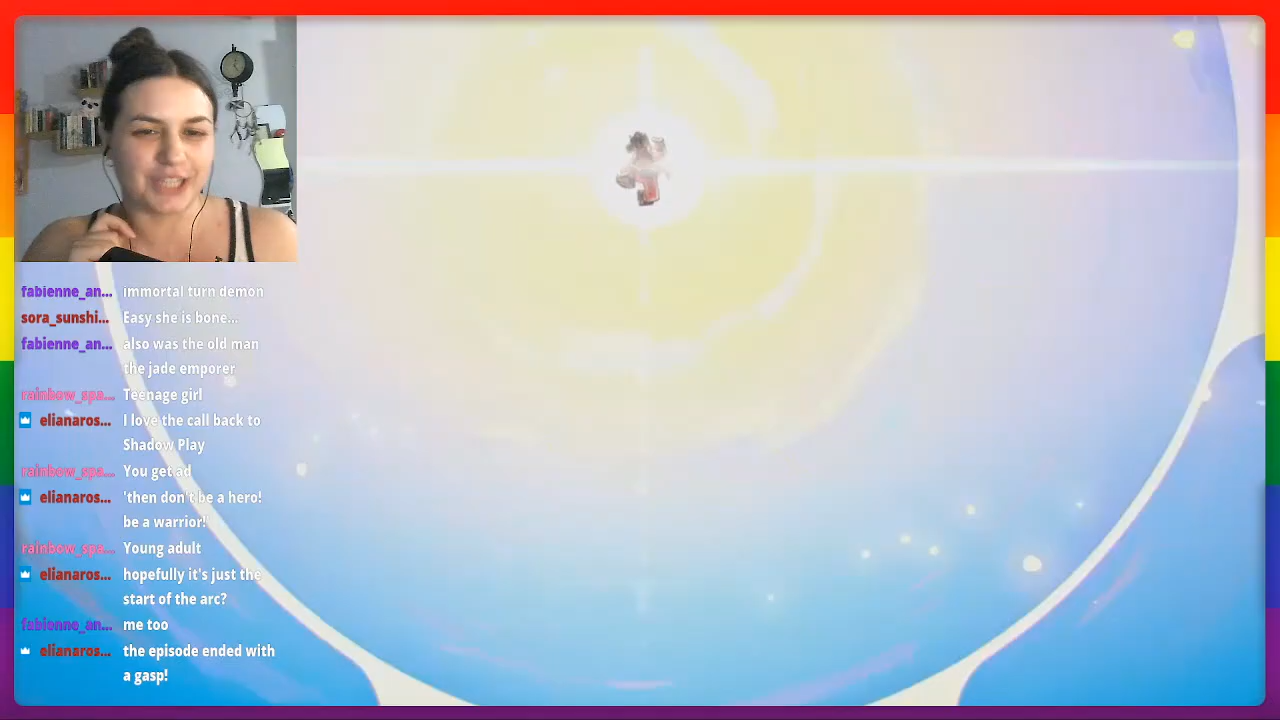 fabienne_an... immortal turn demon
sora_sunshi... Easy she is bone...
fabienne_an... also was the old man
the jade emporer
rainbow_spa... Teenage girl
elianaros... I love the call back to
Shadow Play
rainbow_spa... You get ad
elianaros... 'then don't be a hero!
be a warrior!'
rainbow_spa... Young adult
elianaros... hopefully it's just the
start of the arc?
fabienne_an... me too
elianaros... the episode ended with
a gasp!